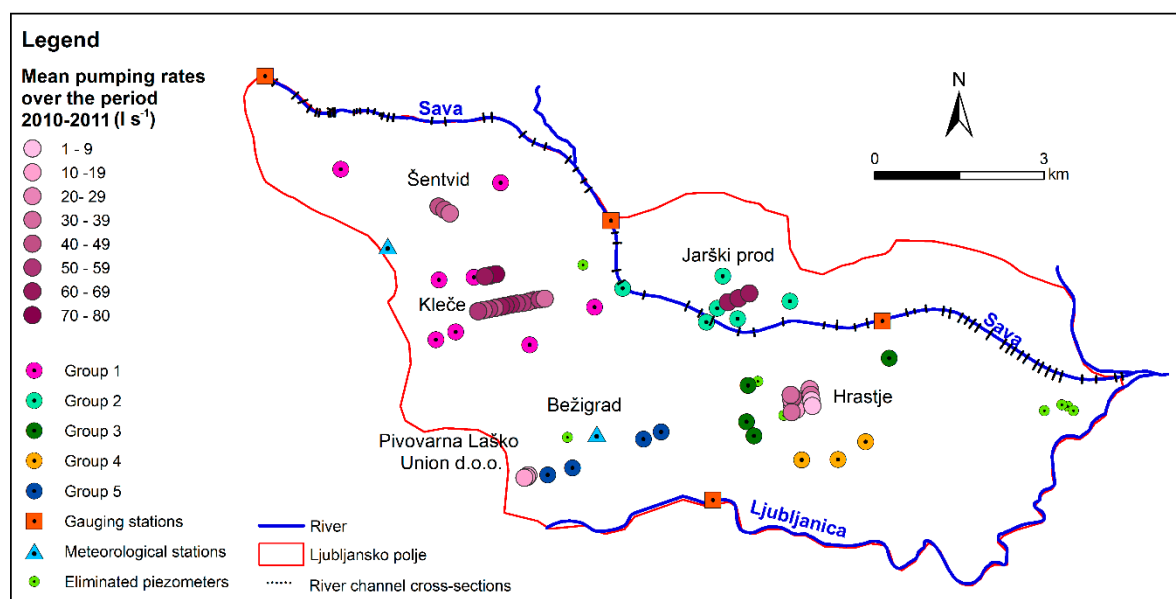 Legend
Mean pumping rates
over the period
2010-2011 (l s⁻¹)
1 - 9
10 -19
20- 29
30 - 39
40 - 49
50 - 59
60 - 69
70 - 80
Group 1
Group 2
Group 3
Group 4
Group 5
Gauging stations
Meteorological stations
Eliminated piezometers
River
Ljubljansko polje
River channel cross-sections
Sava
N
0
3
km
Šentvid
Jarški prod
Kleče
Sava
Hrastje
Bežigrad
Pivovarna Laško
Union d.o.o.
Ljubljanica